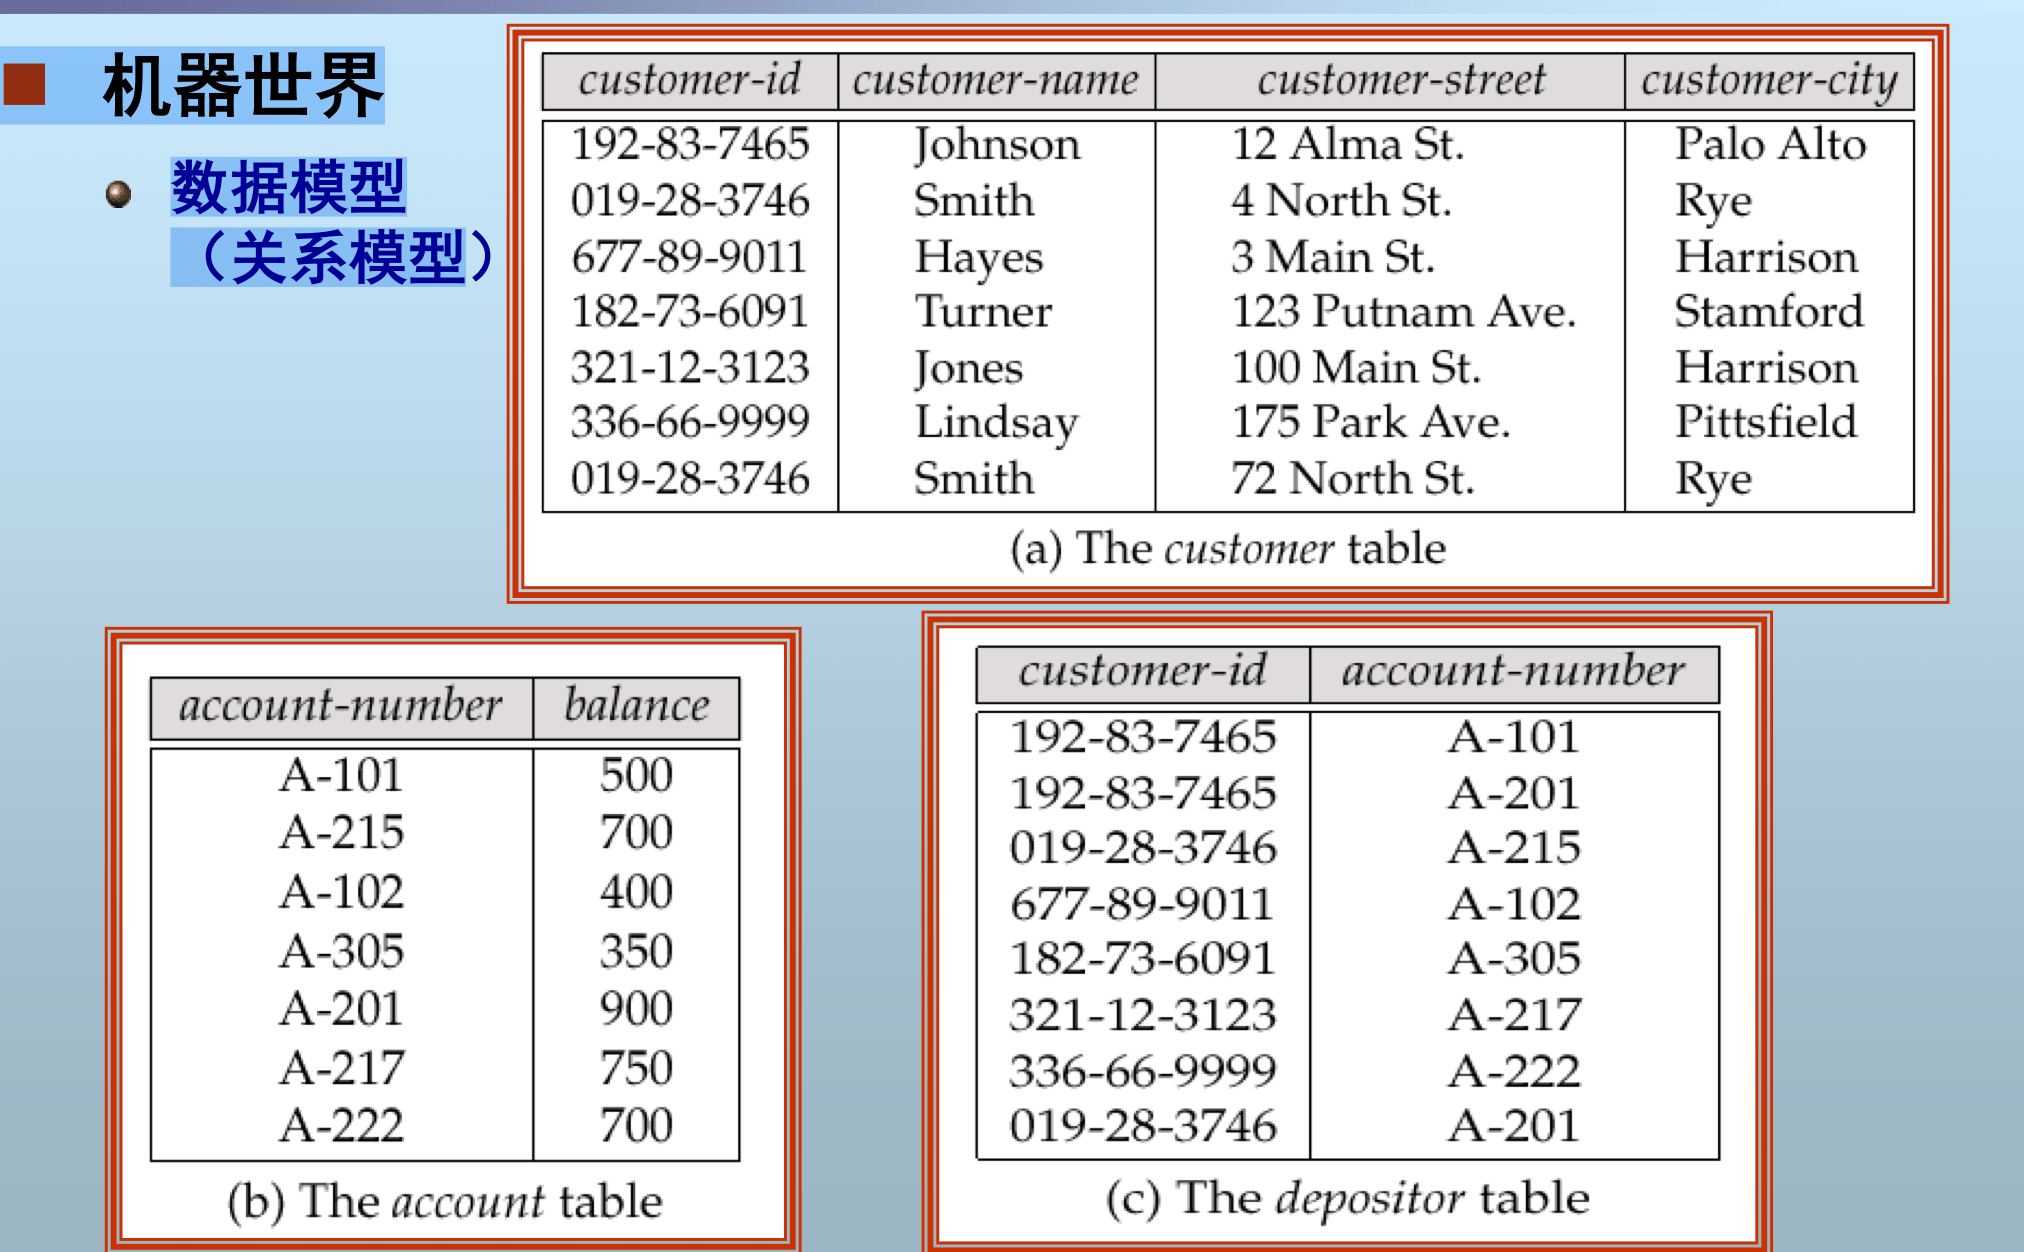 机器世界
数据模型
（关系模型）
customer-id customer-name customer-street customer-city
192-83-7465 Johnson 12 Alma St. Palo Alto
019-28-3746 Smith 4 North St. Rye
677-89-9011 Hayes 3 Main St. Harrison
182-73-6091 Turner 123 Putnam Ave. Stamford
321-12-3123 Jones 100 Main St. Harrison
336-66-9999 Lindsay 175 Park Ave. Pittsfield
019-28-3746 Smith 72 North St. Rye
(a) The customer table
account-number balance
A-101 500
A-215 700
A-102 400
A-305 350
A-201 900
A-217 750
A-222 700
(b) The account table
customer-id account-number
192-83-7465 A-101
192-83-7465 A-201
019-28-3746 A-215
677-89-9011 A-102
182-73-6091 A-305
321-12-3123 A-217
336-66-9999 A-222
019-28-3746 A-201
(c) The depositor table